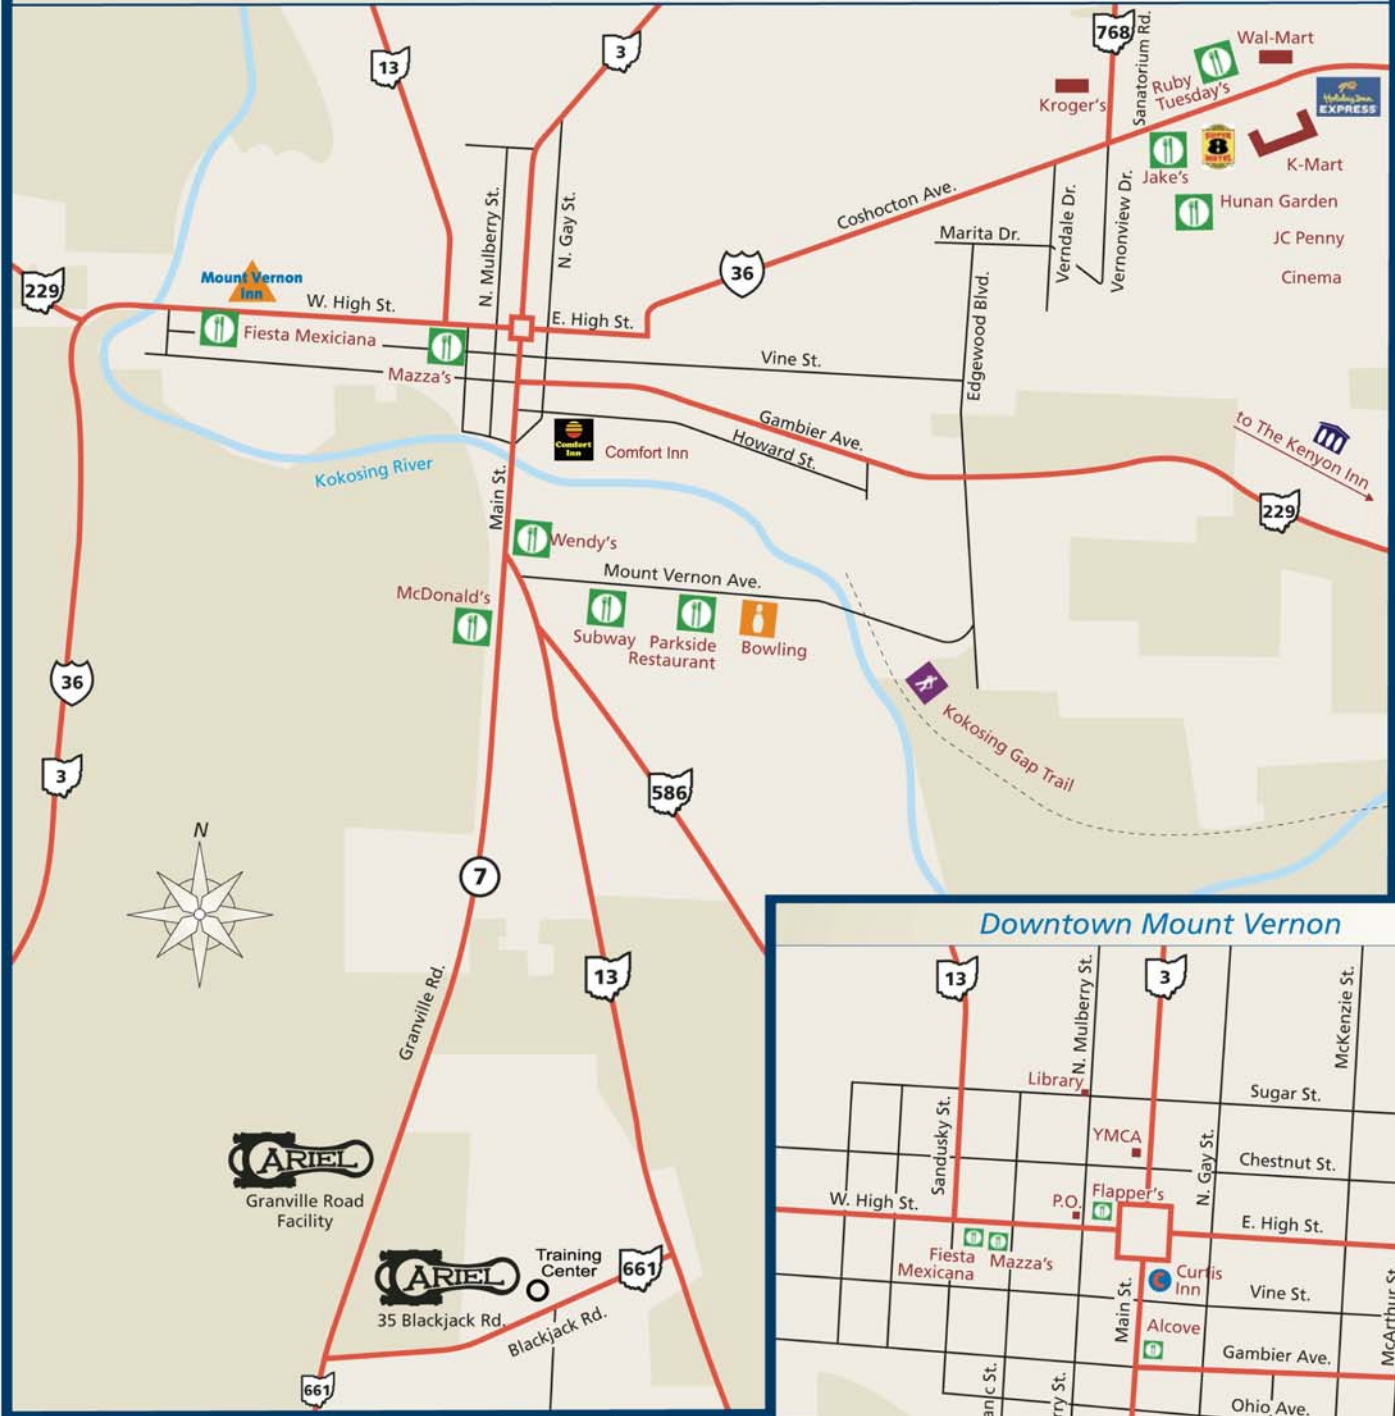 13
3
768
Sanatorium Rd.
Wal-Mart
Ruby
Tuesday's
Kroger's
Holiday Inn
EXPRESS
SUPER
8
MOTEL
K-Mart
Jake's
Hunan Garden
JC Penny
Cinema
Coshocton Ave.
Marita Dr.
Verndale Dr.
Vernonview Dr.
N. Mulberry St.
N. Gay St.
36
229
Mount Vernon
Inn
W. High St.
E. High St.
Fiesta Mexiciana
Mazza's
Vine St.
Edgewood Blvd.
Gambier Ave.
Howard St.
Comfort
Inn
Comfort Inn
to The Kenyon Inn
229
Kokosing River
Main St.
Wendy's
Mount Vernon Ave.
McDonald's
Subway
Parkside
Restaurant
Bowling
36
3
Kokosing Gap Trail
586
N
7
13
Granville Rd.
ARIEL
Granville Road
Facility
ARIEL
35 Blackjack Rd.
Training
Center
661
Blackjack Rd.
661
Downtown Mount Vernon
13
3
N. Mulberry St.
McKenzie St.
Library
Sugar St.
Sandusky St.
YMCA
N. Gay St.
Chestnut St.
W. High St.
P.O.
Flapper's
E. High St.
Fiesta
Mexicana
Mazza's
C
Curtis
Inn
Main St.
Vine St.
Alcove
McArthur St.
Gambier Ave.
Ohio Ave.